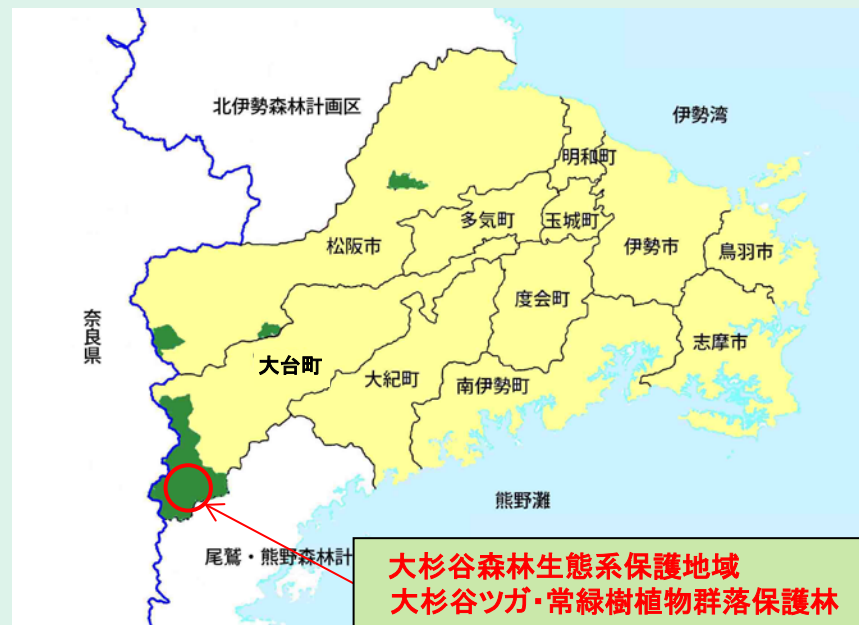 北伊勢森林計画区
伊勢湾
明和町
多気町
玉城町
松阪市
伊勢市
鳥羽市
度会町
奈良県
志摩市
大台町
大紀町
南伊勢町
熊野灘
尾鷲・熊野森林計
大杉谷森林生態系保護地域
大杉谷ツガ・常緑樹植物群落保護林